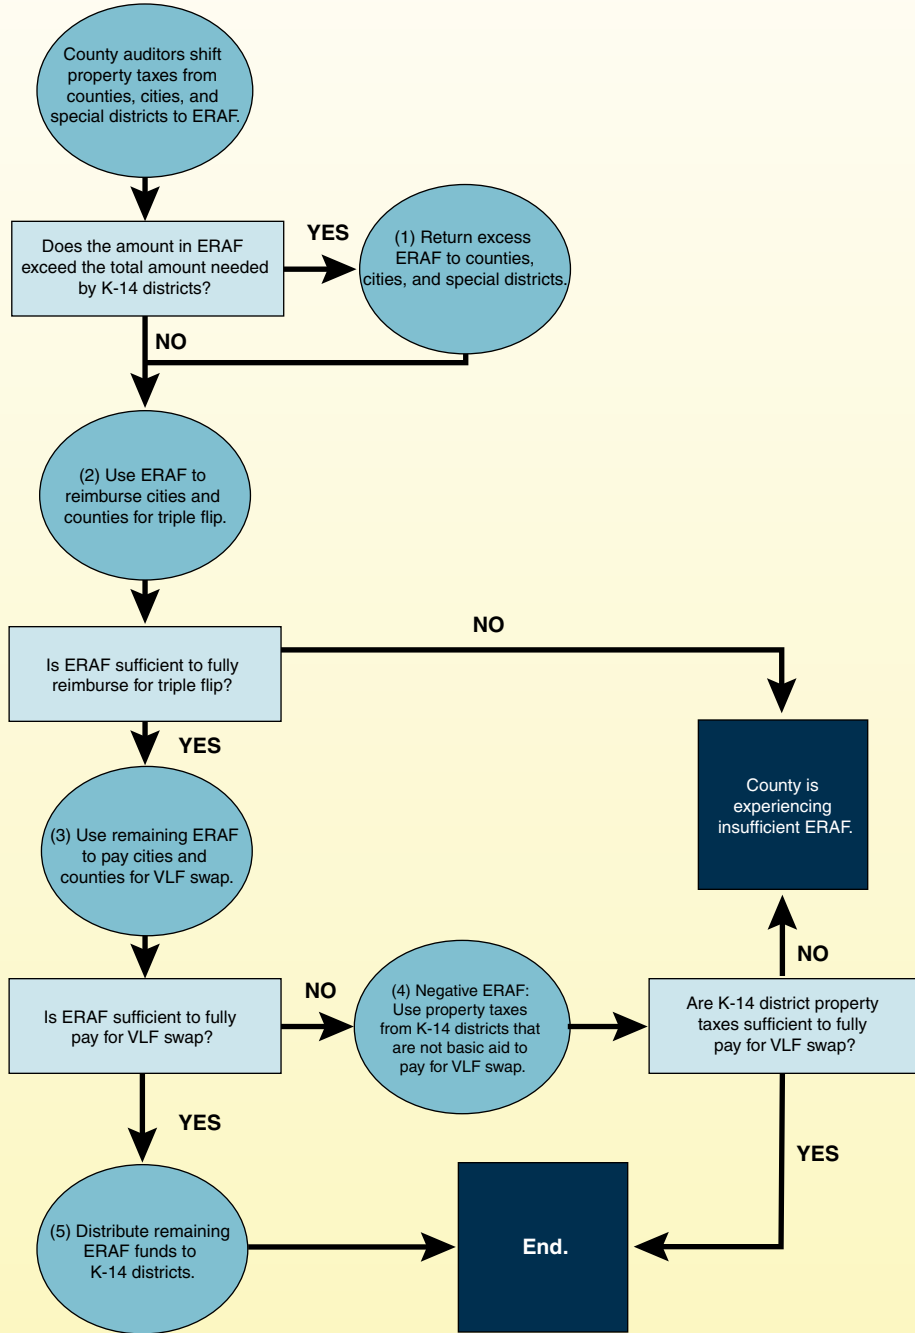 County auditors shift
property taxes from
counties, cities, and
special districts to ERAF.
Does the amount in ERAF
exceed the total amount needed
by K-14 districts?
YES
(1) Return excess
ERAF to counties,
cities, and special districts.
NO
(2) Use ERAF to
reimburse cities and
counties for triple flip.
Is ERAF sufficient to fully
reimburse for triple flip?
NO
YES
County is
experiencing
insufficient ERAF.
(3) Use remaining ERAF
to pay cities and
counties for VLF swap.
Is ERAF sufficient to fully
pay for VLF swap?
NO
(4) Negative ERAF:
Use property taxes
from K-14 districts that
are not basic aid to
pay for VLF swap.
NO
Are K-14 district property
taxes sufficient to fully
pay for VLF swap?
YES
YES
(5) Distribute remaining
ERAF funds to
K-14 districts.
End.